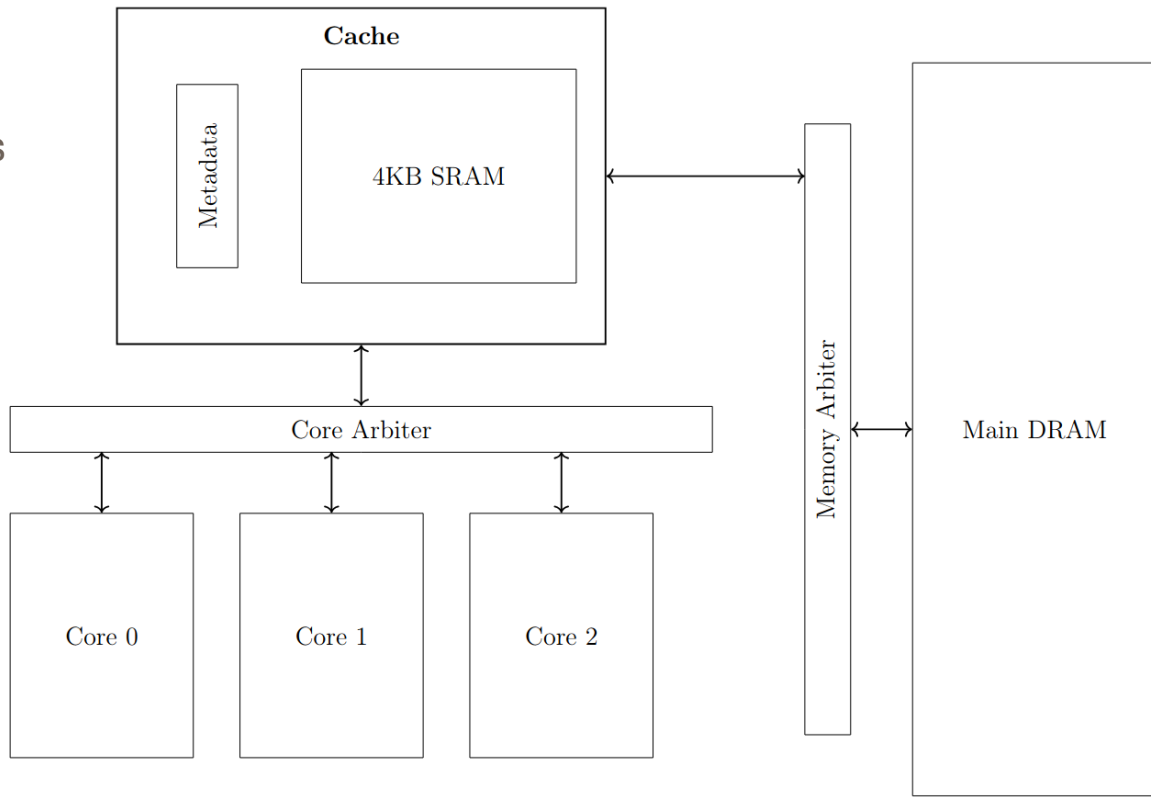 Cache
s
Metadata
4KB SRAM
Core Arbiter
Memory Arbiter
Main DRAM
Core 0
Core 1
Core 2